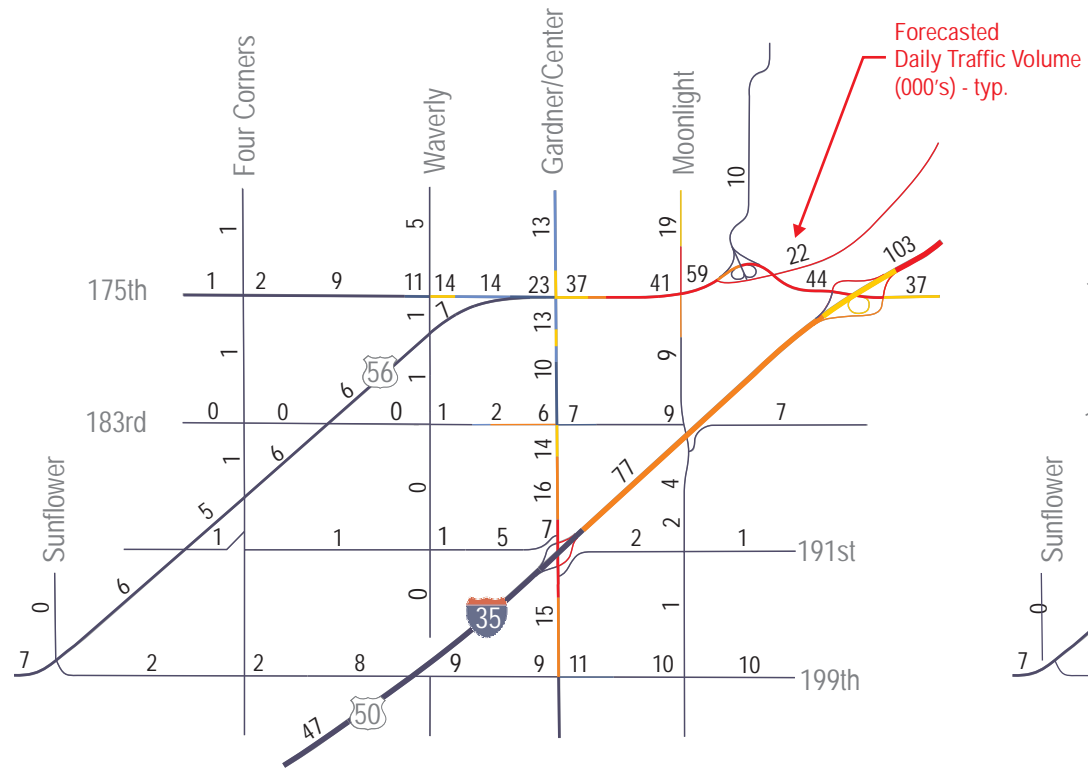 Forecasted
Daily Traffic Volume
(000's) - typ.
Four Corners
Waverly
Gardner/Center
Moonlight
10
1
5
13
19
22
103
175th
1 2 9 11 14 14 23 37 41 59 44 37
1 7 13
56
1 1 10 9
6
183rd
0 0 0 1 2 6 7 9 7
6
1 14
77
Sunflower
5 0 16 4
Sunflower
1 1 1 5 7 2 2 1
191st
6
0 0 35 15 1 0
7 2 2 8 9 9 11 10 10
199th
7
50
47